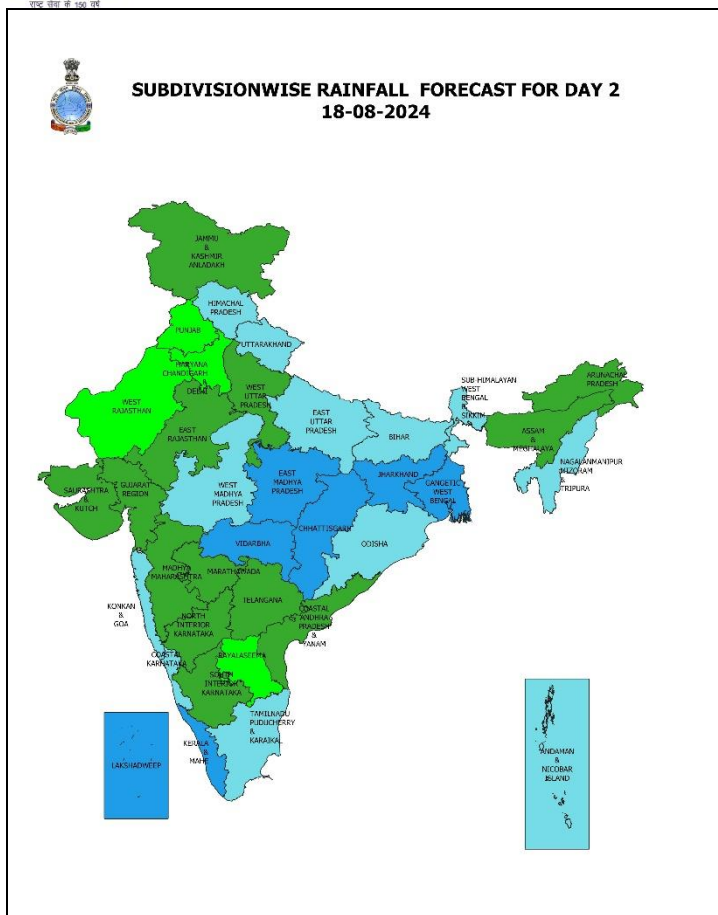 राष्ट्र सेवा के 150 वर्ष
SUBDIVISIONWISE RAINFALL FORECAST FOR DAY 2
18-08-2024
JAMMU
&
KASHMIR
ANLADAKH
HIMACHAL
PRADESH
PUNJAB
UTTARAKHAND
HARYANA
CHANDIGARH
DELHI
WEST
UTTAR
PRADESH
WEST
RAJASTHAN
EAST
RAJASTHAN
EAST
UTTAR
PRADESH
BIHAR
SUB-HIMALAYAN
WEST
BENGAL
&
SIKKIM
ARUNACHAL
PRADESH
ASSAM
&
MEGHALAYA
NAGALANMANIPUR
MIZORAM
&
TRIPURA
SAURASHTRA
&
KUTCH
GUJARAT
REGION
WEST
MADHYA
PRADESH
EAST
MADHYA
PRADESH
JHARKHAND
GANGETIC
WEST
BENGAL
CHHATTISGARH
ODISHA
VIDARBHA
MADHYA
MAHARASHTRA
MARATHAWADA
TELANGANA
KONKAN
&
GOA
NORTH
INTERIOR
KARNATAKA
COASTAL
ANDHRA
PRADESH
&
YANAM
COASTAL
KARNATAKA
RAYALASEEMA
SOUTH
INTERIOR
KARNATAKA
TAMILNADU
PUDUCHERRY
&
KARAIKAL
KERALA
&
MAHE
LAKSHADWEEP
ANDAMAN
&
NICOBAR
ISLAND